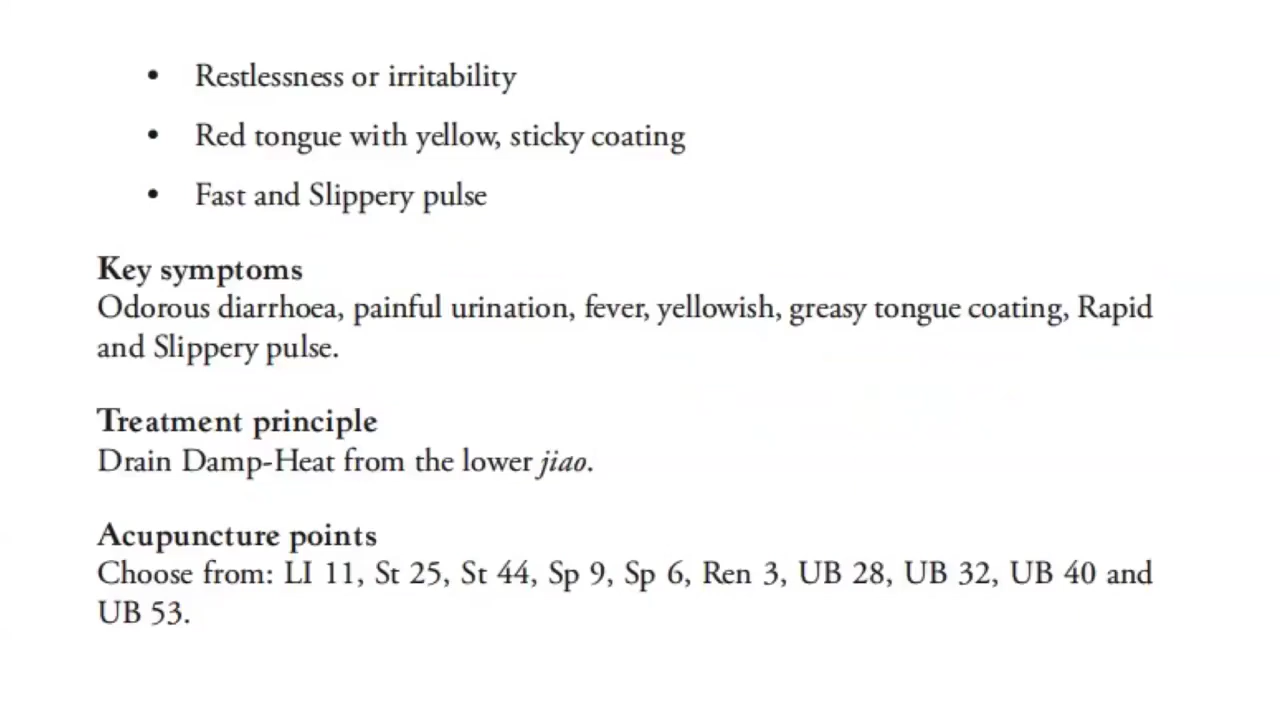 • Restlessness or irritability
• Red tongue with yellow, sticky coating
• Fast and Slippery pulse
Key symptoms
Odorous diarrhoea, painful urination, fever, yellowish, greasy tongue coating, Rapid
and Slippery pulse.
Treatment principle
Drain Damp-Heat from the lower jiao.
Acupuncture points
Choose from: LI 11, St 25, St 44, Sp 9, Sp 6, Ren 3, UB 28, UB 32, UB 40 and
UB 53.